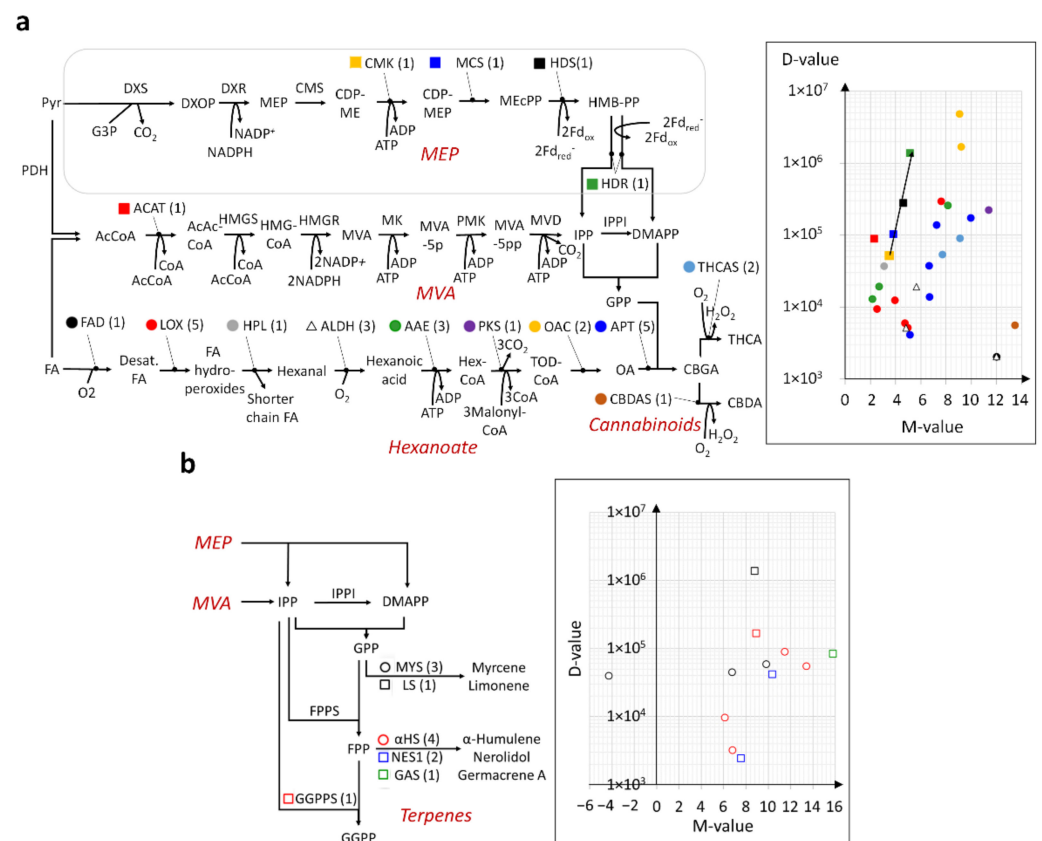 a
CMK (1) MCS (1) HDS(1)
DXS DXR CMS
Pyr DXOP MEP CDP-ME CDP-MEP MEcPP HMB-PP
G3P CO2 NADP+ NADPH ADP ATP 2Fdox 2Fdred- 2Fdred- 2Fdox
MEP
PDH
HDR (1)
ACAT (1)
HMGS HMGR MK PMK MVD IPPI
AcCoA AcAc-CoA HMG-CoA MVA MVA-5p MVA-5pp IPP DMAPP
CoA AcCoA CoA AcCoA 2NADP+ 2NADPH ADP ATP ADP ATP ADP ATP CO2
MVA
GPP
THCAS (2)
O2 H2O2
THCA
FAD (1) LOX (5) HPL (1) ALDH (3) AAE (3) PKS (1) OAC (2) APT (5)
FA Desat. FA FA hydro-peroxides Hexanal Hexanoic acid Hex-CoA TOD-CoA OA CBGA
O2 Shorter chain FA O2 ADP ATP 3CO2 3CoA 3Malonyl-CoA
CBDAS (1)
CBDA
H2O2
O2
Hexanoate
Cannabinoids
D-value
1×10^7
1×10^6
1×10^5
1×10^4
1×10^3
0 2 4 6 8 10 12 14
M-value
b
MEP
MVA IPP IPPI DMAPP
GPP
MYS (3) Myrcene
LS (1) Limonene
FPPS
αHS (4) α-Humulene
FPP NES1 (2) Nerolidol
GAS (1) Germacrene A
GGPPS (1)
Terpenes
GGPP
D-value
1×10^7
1×10^6
1×10^5
1×10^4
1×10^3
−6 −4 −2 0 2 4 6 8 10 12 14 16
M-value